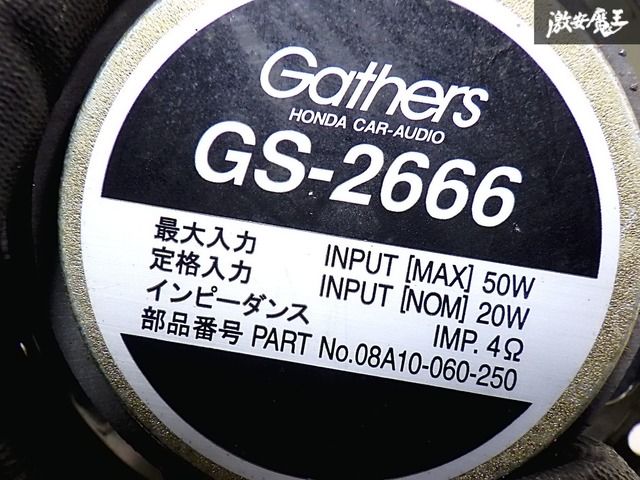 激安魔王
Gathers
HONDA CAR-AUDIO
GS-2666
最大入力 INPUT [MAX] 50W
定格入力 INPUT [NOM] 20W
インピーダンス IMP. 4Ω
部品番号 PART No.08A10-060-250